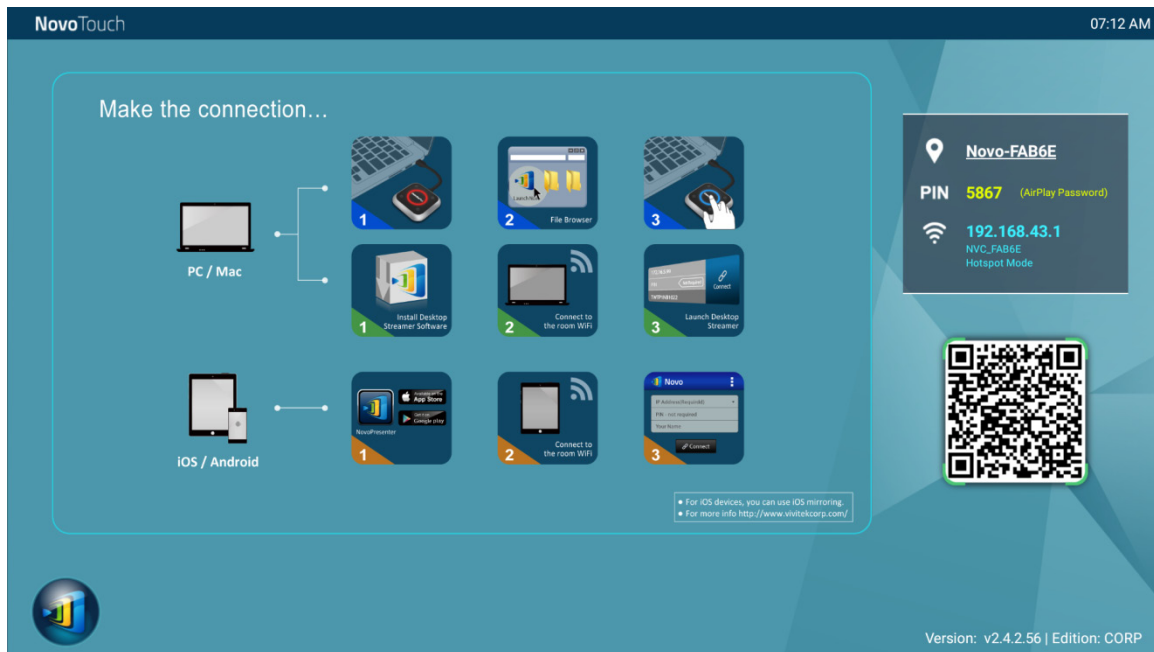 NovoTouch
07:12 AM
Make the connection...
PC / Mac
1
2
File Browser
3
1
Install Desktop
Streamer Software
2
Connect to
the room WiFi
Connect
3
Launch Desktop
Streamer
iOS / Android
NovoPresenter
App Store
Google play
1
2
Connect to
the room WiFi
Novo
PIN - not required
Your Name
Connect
3
• For iOS devices, you can use iOS mirroring.
• For more info http://www.vivitekcorp.com/
Novo-FAB6E
PIN 5867 (AirPlay Password)
192.168.43.1
NVC_FAB6E
Hotspot Mode
Version: v2.4.2.56 | Edition: CORP